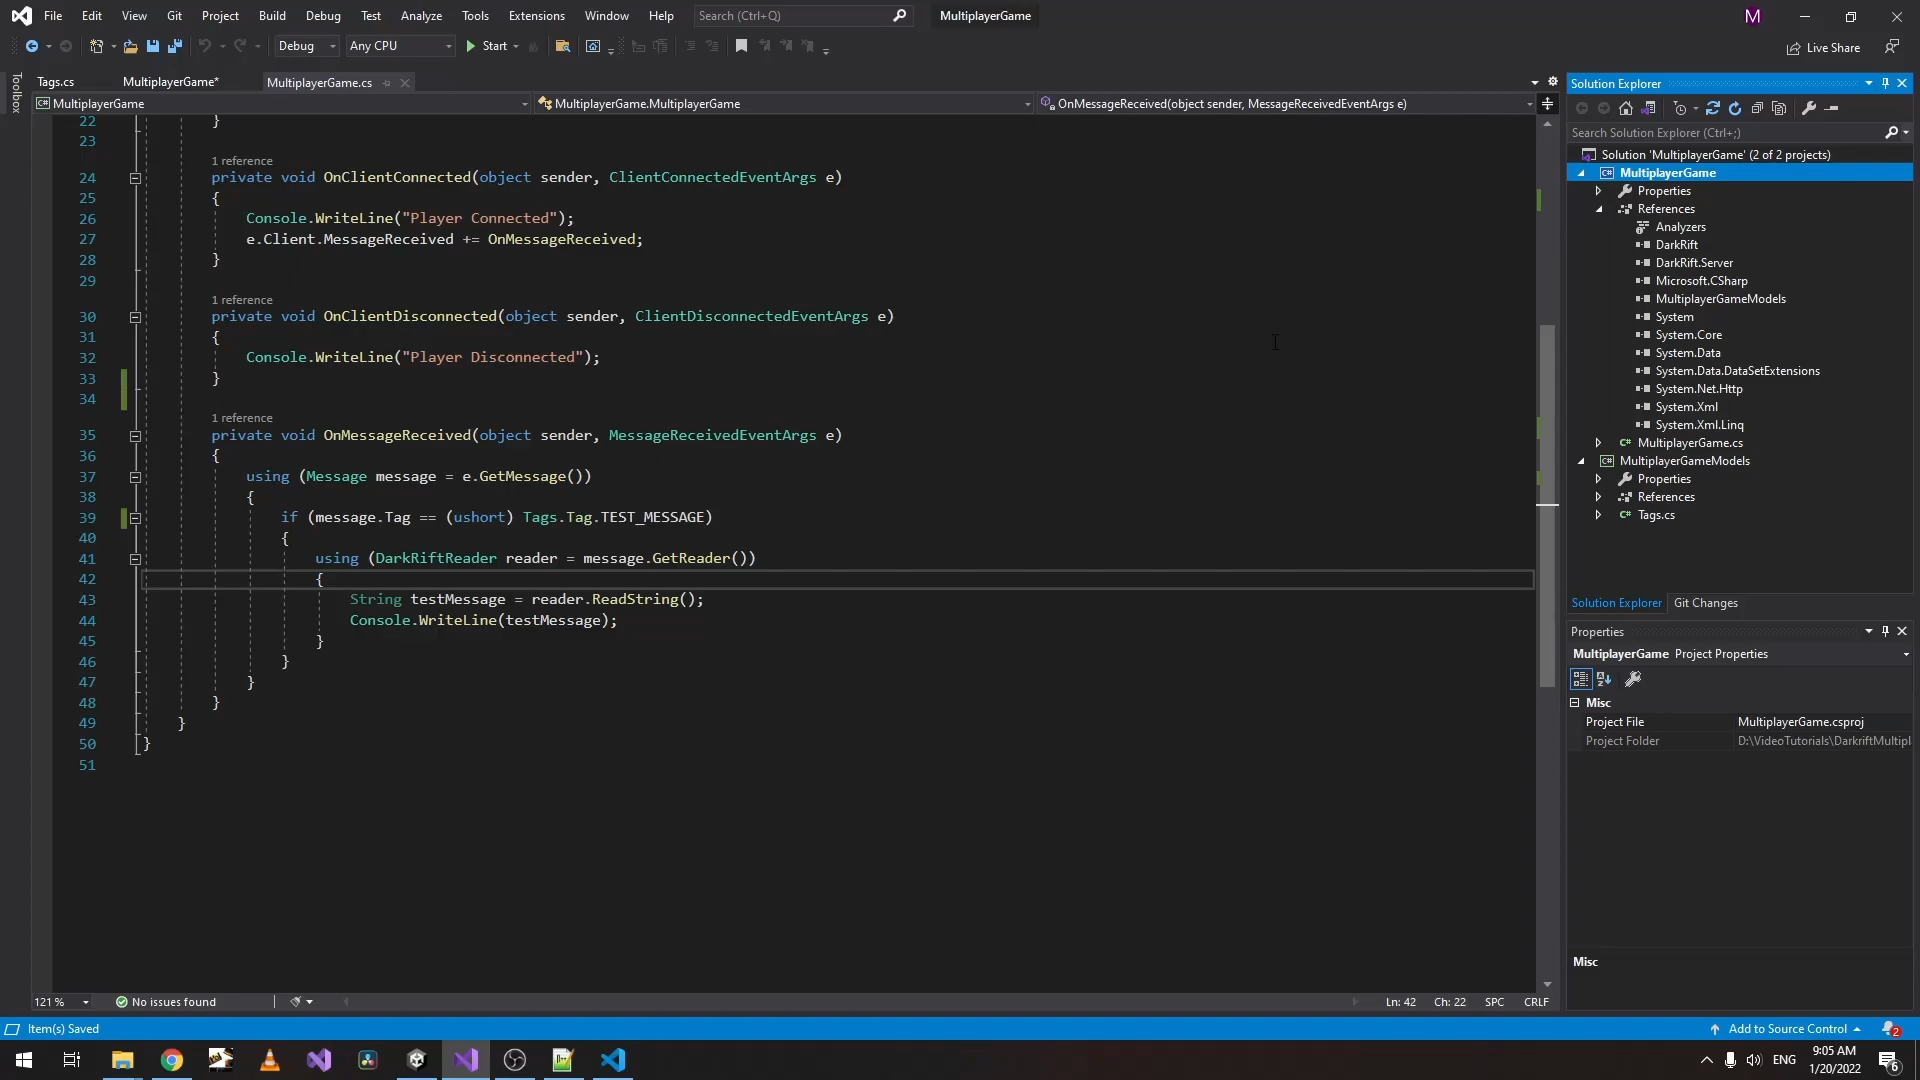 File Edit View Git Project Build Debug Test Analyze Tools Extensions Window Help Search (Ctrl+Q) MultiplayerGame M
Debug Any CPU Start Live Share
Toolbox
Tags.cs MultiplayerGame* MultiplayerGame.cs
MultiplayerGame MultiplayerGame.MultiplayerGame OnMessageReceived(object sender, MessageReceivedEventArgs e)
22 }
23
1 reference
24 private void OnClientConnected(object sender, ClientConnectedEventArgs e)
25 {
26 Console.WriteLine("Player Connected");
27 e.Client.MessageReceived += OnMessageReceived;
28 }
29
1 reference
30 private void OnClientDisconnected(object sender, ClientDisconnectedEventArgs e)
31 {
32 Console.WriteLine("Player Disconnected");
33 }
34
1 reference
35 private void OnMessageReceived(object sender, MessageReceivedEventArgs e)
36 {
37 using (Message message = e.GetMessage())
38 {
39 if (message.Tag == (ushort) Tags.Tag.TEST_MESSAGE)
40 {
41 using (DarkRiftReader reader = message.GetReader())
42 {
43 String testMessage = reader.ReadString();
44 Console.WriteLine(testMessage);
45 }
46 }
47 }
48 }
49 }
50 }
51
121 % No issues found Ln: 42 Ch: 22 SPC CRLF
Solution Explorer
Search Solution Explorer (Ctrl+;)
Solution 'MultiplayerGame' (2 of 2 projects)
MultiplayerGame
Properties
References
Analyzers
DarkRift
DarkRift.Server
Microsoft.CSharp
MultiplayerGameModels
System
System.Core
System.Data
System.Data.DataSetExtensions
System.Net.Http
System.Xml
System.Xml.Linq
MultiplayerGame.cs
MultiplayerGameModels
Properties
References
Tags.cs
Solution Explorer Git Changes
Properties
MultiplayerGame Project Properties
Misc
Project File MultiplayerGame.csproj
Project Folder D:\VideoTutorials\DarkriftMultipl
Misc
Item(s) Saved Add to Source Control 2
ENG 9:05 AM
1/20/2022 6